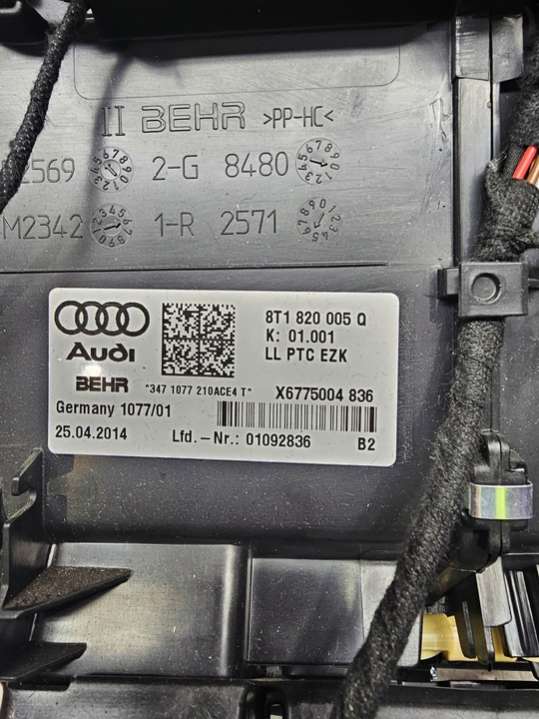 II BEHR >PP-HC<
2569 2-G 8480
M2342 1-R 2571
Audi
8T1 820 005 Q
K: 01.001
LL PTC EZK
BEHR *347 1077 210ACE4 T* X6775004 836
Germany 1077/01
25.04.2014 Lfd.-Nr.: 01092836 B2